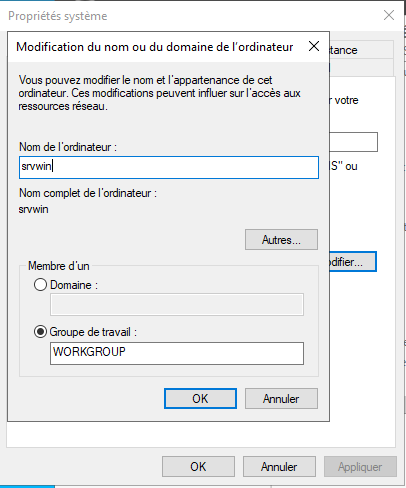 Propriétés système
Modification du nom ou du domaine de l'ordinateur
tance
Vous pouvez modifier le nom et l'appartenance de cet
ordinateur. Ces modifications peuvent influer sur l'accès aux
ressources réseau.
r votre
Nom de l'ordinateur :
srvwin
IS" ou
Nom complet de l'ordinateur :
srvwin
Autres...
odifier...
Membre d'un
Domaine :
Groupe de travail :
WORKGROUP
OK
Annuler
OK
Annuler
Appliquer